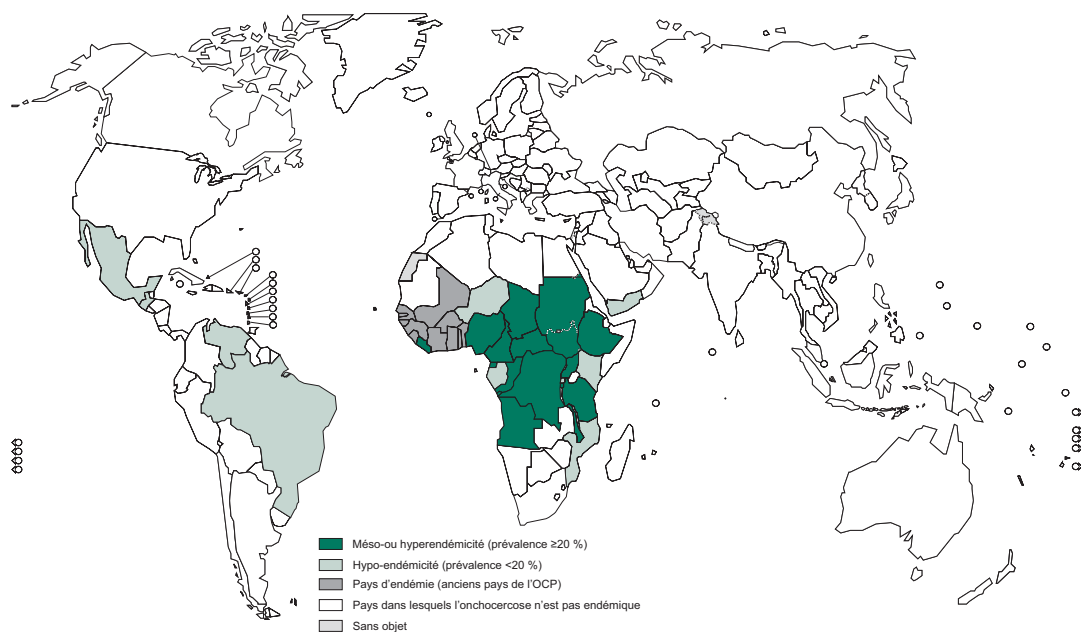 Méso-ou hyperendémicité (prévalence ≥20 %)
Hypo-endémicité (prévalence <20 %)
Pays d'endémie (anciens pays de l'OCP)
Pays dans lesquels l'onchocercose n'est pas endémique
Sans objet